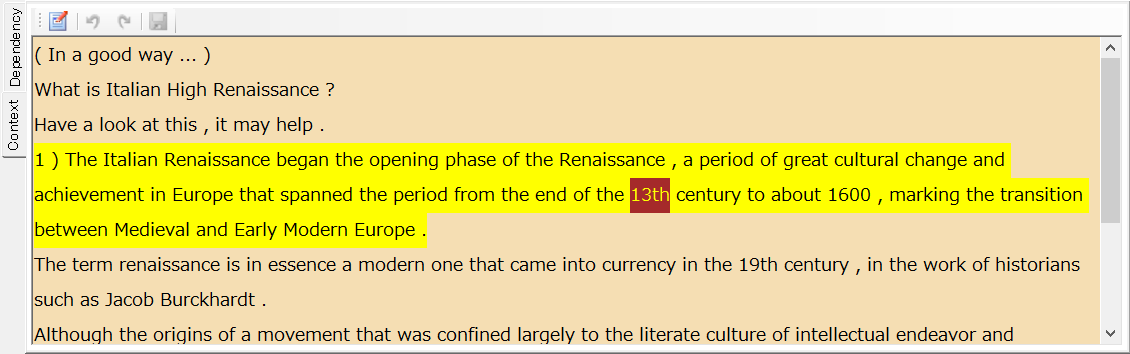 Dependency
Context
( In a good way ... )
What is Italian High Renaissance ?
Have a look at this , it may help .
1 ) The Italian Renaissance began the opening phase of the Renaissance , a period of great cultural change and
achievement in Europe that spanned the period from the end of the 13th century to about 1600 , marking the transition
between Medieval and Early Modern Europe .
The term renaissance is in essence a modern one that came into currency in the 19th century , in the work of historians
such as Jacob Burckhardt .
Although the origins of a movement that was confined largely to the literate culture of intellectual endeavor and